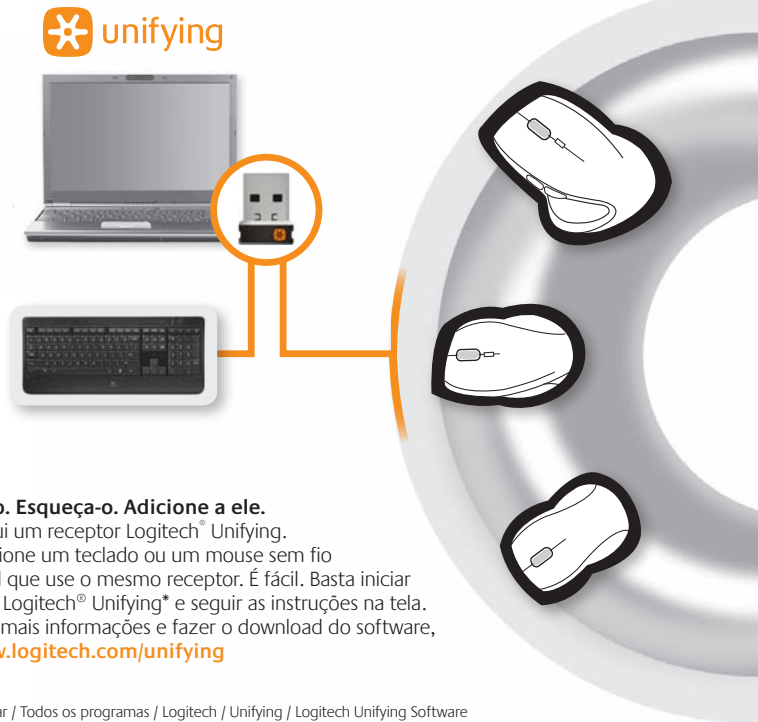 unifying
o. Esqueça-o. Adicione a ele.
ui um receptor Logitech® Unifying.
ione um teclado ou um mouse sem fio
l que use o mesmo receptor. É fácil. Basta iniciar
Logitech® Unifying* e seguir as instruções na tela.
mais informações e fazer o download do software,
w.logitech.com/unifying
ar / Todos os programas / Logitech / Unifying / Logitech Unifying Software